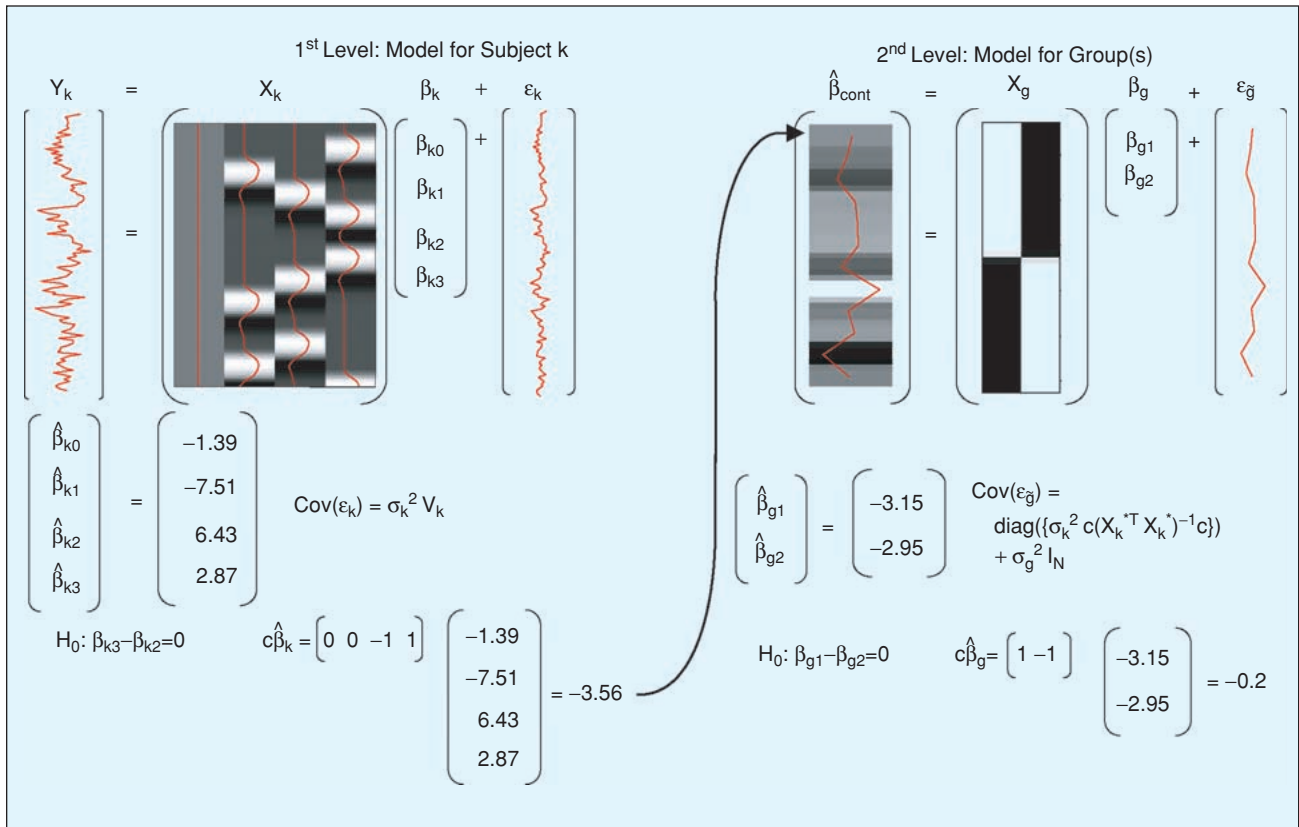 1st Level: Model for Subject k
Yk = Xk βk + εk
= βk0 +
βk1
βk2
βk3
β̂k0
β̂k1
β̂k2
β̂k3
=
−1.39
−7.51
6.43
2.87
Cov(εk) = σk² Vk
H0: βk3−βk2=0
cβ̂k = [0 0 −1 1]
−1.39
−7.51
6.43
2.87
= −3.56
2nd Level: Model for Group(s)
β̂cont = Xg βg + εg̃
= βg1 +
βg2
β̂g1
β̂g2
=
−3.15
−2.95
Cov(εg̃) =
diag({σk² c(Xk*T Xk*)−1c})
+ σg² IN
H0: βg1−βg2=0
cβ̂g= [1 −1]
−3.15
−2.95
= −0.2